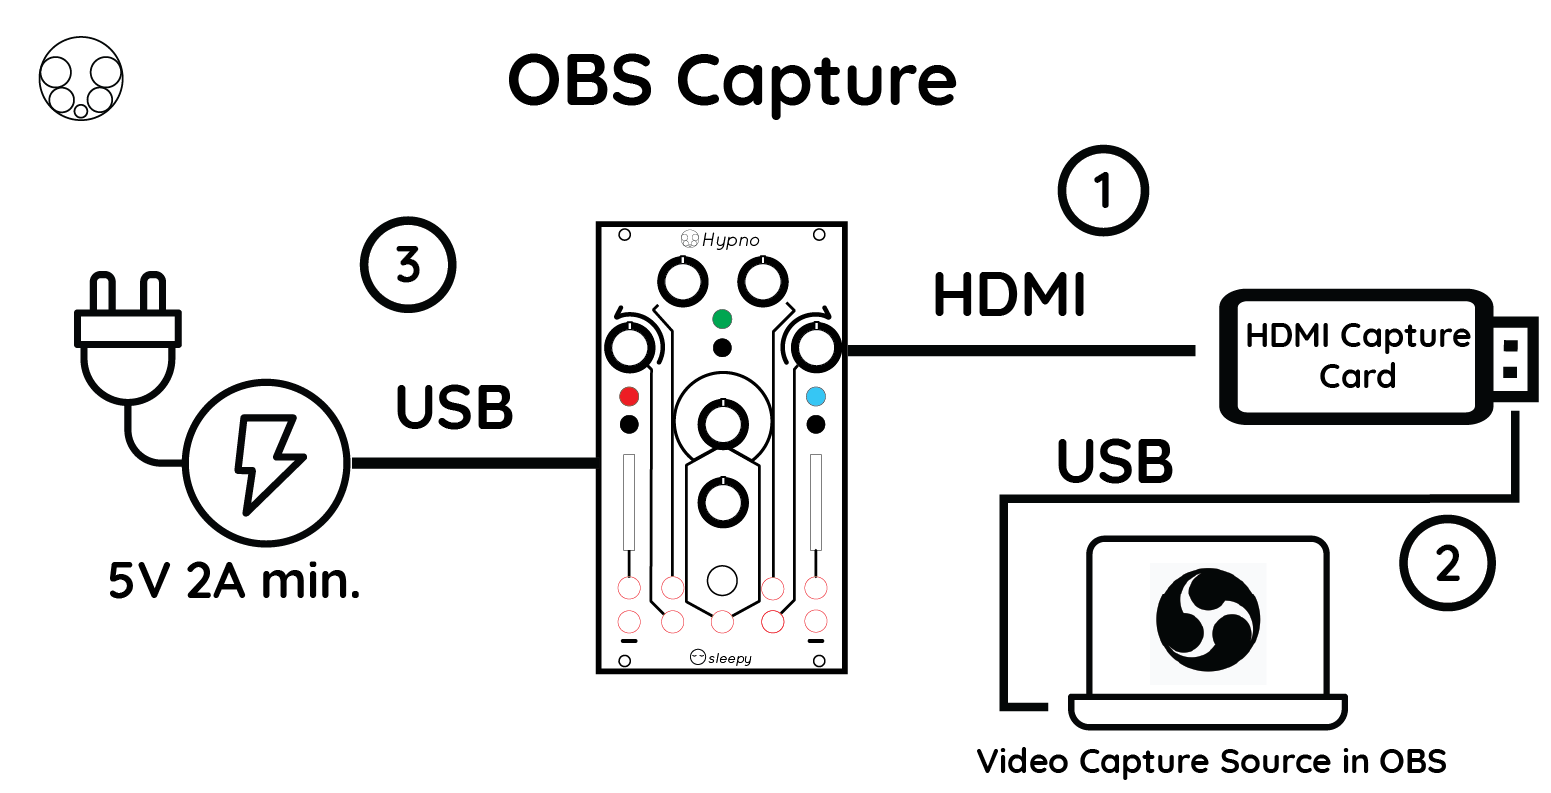 OBS Capture
1
3
Hypno
HDMI
HDMI Capture
Card
USB
USB
2
5V 2A min.
sleepy
Video Capture Source in OBS